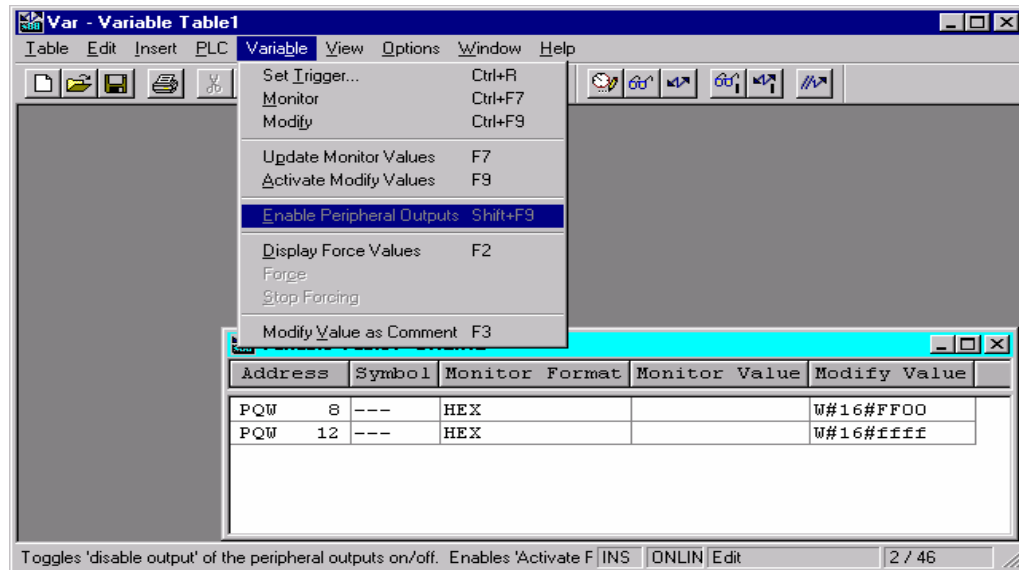 Var - Variable Table1
Table Edit Insert PLC Variable View Options Window Help
Set Trigger... Ctrl+R
Monitor Ctrl+F7
Modify Ctrl+F9
Update Monitor Values F7
Activate Modify Values F9
Enable Peripheral Outputs Shift+F9
Display Force Values F2
Force
Stop Forcing
Modify Value as Comment F3
Address Symbol Monitor Format Monitor Value Modify Value
PQW 8 --- HEX W#16#FF00
PQW 12 --- HEX W#16#ffff
Toggles 'disable output' of the peripheral outputs on/off. Enables 'Activate F INS ONLIN Edit 2 / 46